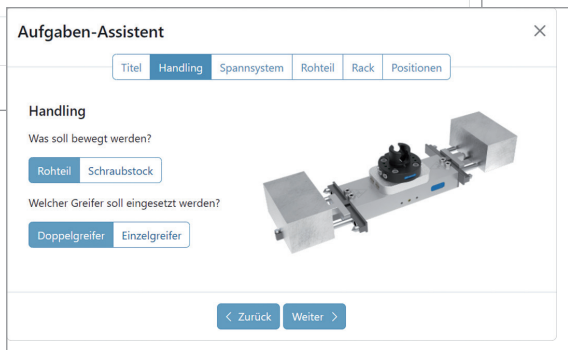 Aufgaben-Assistent
Titel Handling Spannsystem Rohteil Rack Positionen
Handling
Was soll bewegt werden?
Rohteil Schraubstock
Welcher Greifer soll eingesetzt werden?
Doppelgreifer Einzelgreifer
< Zurück Weiter >